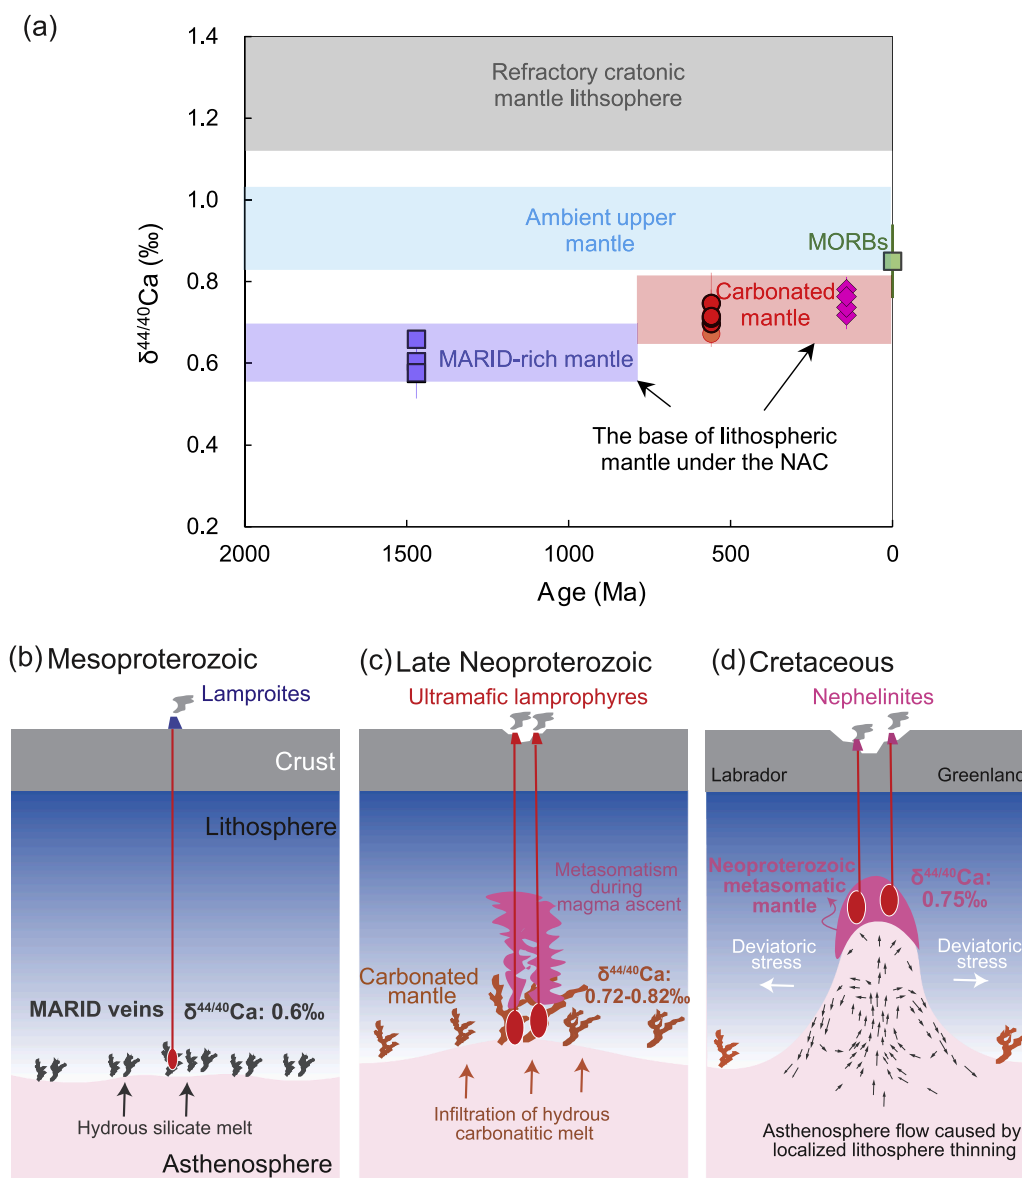 (a)
1.4
1.2
1.0
0.8
0.6
0.4
0.2
δ44/40Ca (‰)
Refractory cratonic
mantle lithsophere
Ambient upper
mantle
MORBs
Carbonated
mantle
MARID-rich mantle
The base of lithospheric
mantle under the NAC
2000
1500
1000
500
0
Age (Ma)
(b) Mesoproterozoic
Lamproites
Crust
Lithosphere
MARID veins
δ44/40Ca: 0.6‰
Hydrous silicate melt
Asthenosphere
(c) Late Neoproterozoic
Ultramafic lamprophyres
Metasomatism
during
magma ascent
Carbonated
mantle
δ44/40Ca:
0.72-0.82‰
Infiltration of hydrous
carbonatitic melt
(d) Cretaceous
Nephelinites
Labrador
Greenland
Neoproterozoic
metasomatic
mantle
δ44/40Ca:
0.75‰
Deviatoric
stress
Deviatoric
stress
Asthenosphere flow caused by
localized lithosphere thinning